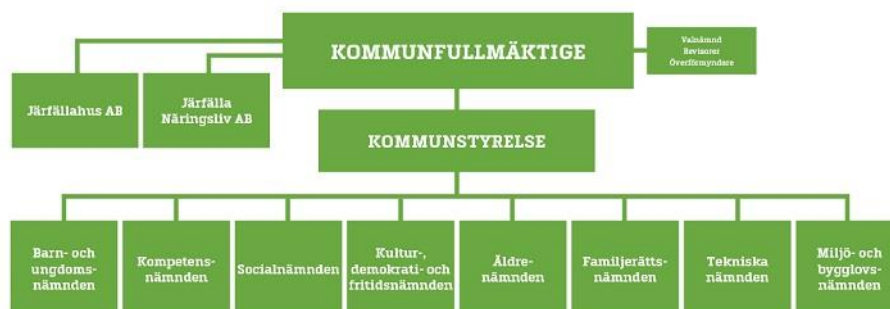 KOMMUNFULLMÄKTIGE
Valnämnd
Revisorer
Överförmyndare
Järfällahus AB
Järfälla
Näringsliv AB
KOMMUNSTYRELSE
Barn- och
ungdoms-
nämnden
Kompetens-
nämnden
Socialnämnden
Kultur-,
demokrati- och
fritidsnämnden
Äldre-
nämnden
Familjerätts-
nämnden
Tekniska
nämnden
Miljö- och
bygglovs-
nämnden